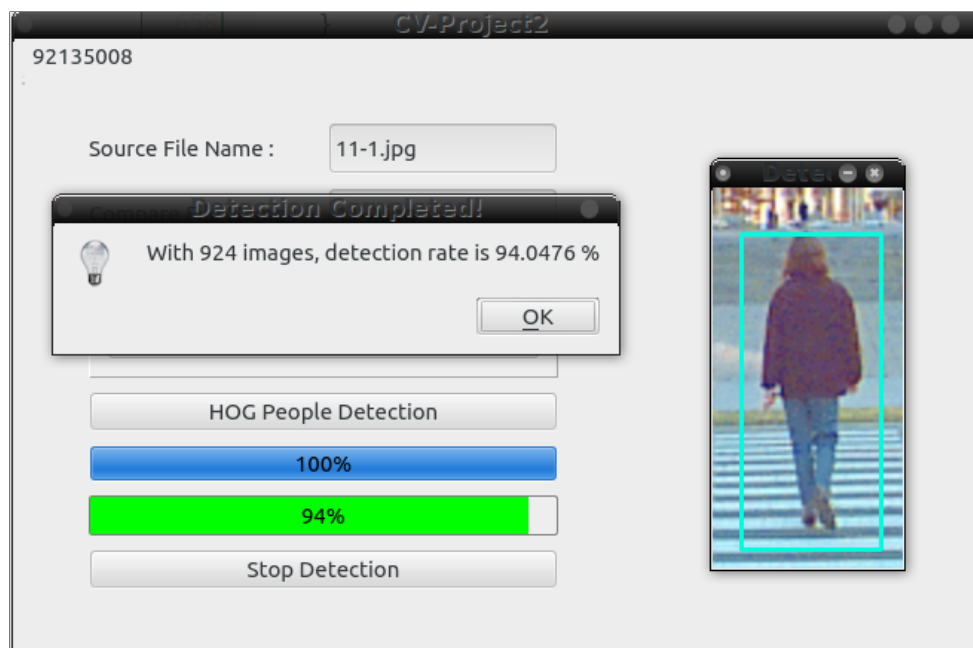 CV-Project2
92135008
Source File Name :
11-1.jpg
Detection Completed!
With 924 images, detection rate is 94.0476 %
OK
HOG People Detection
100%
94%
Stop Detection